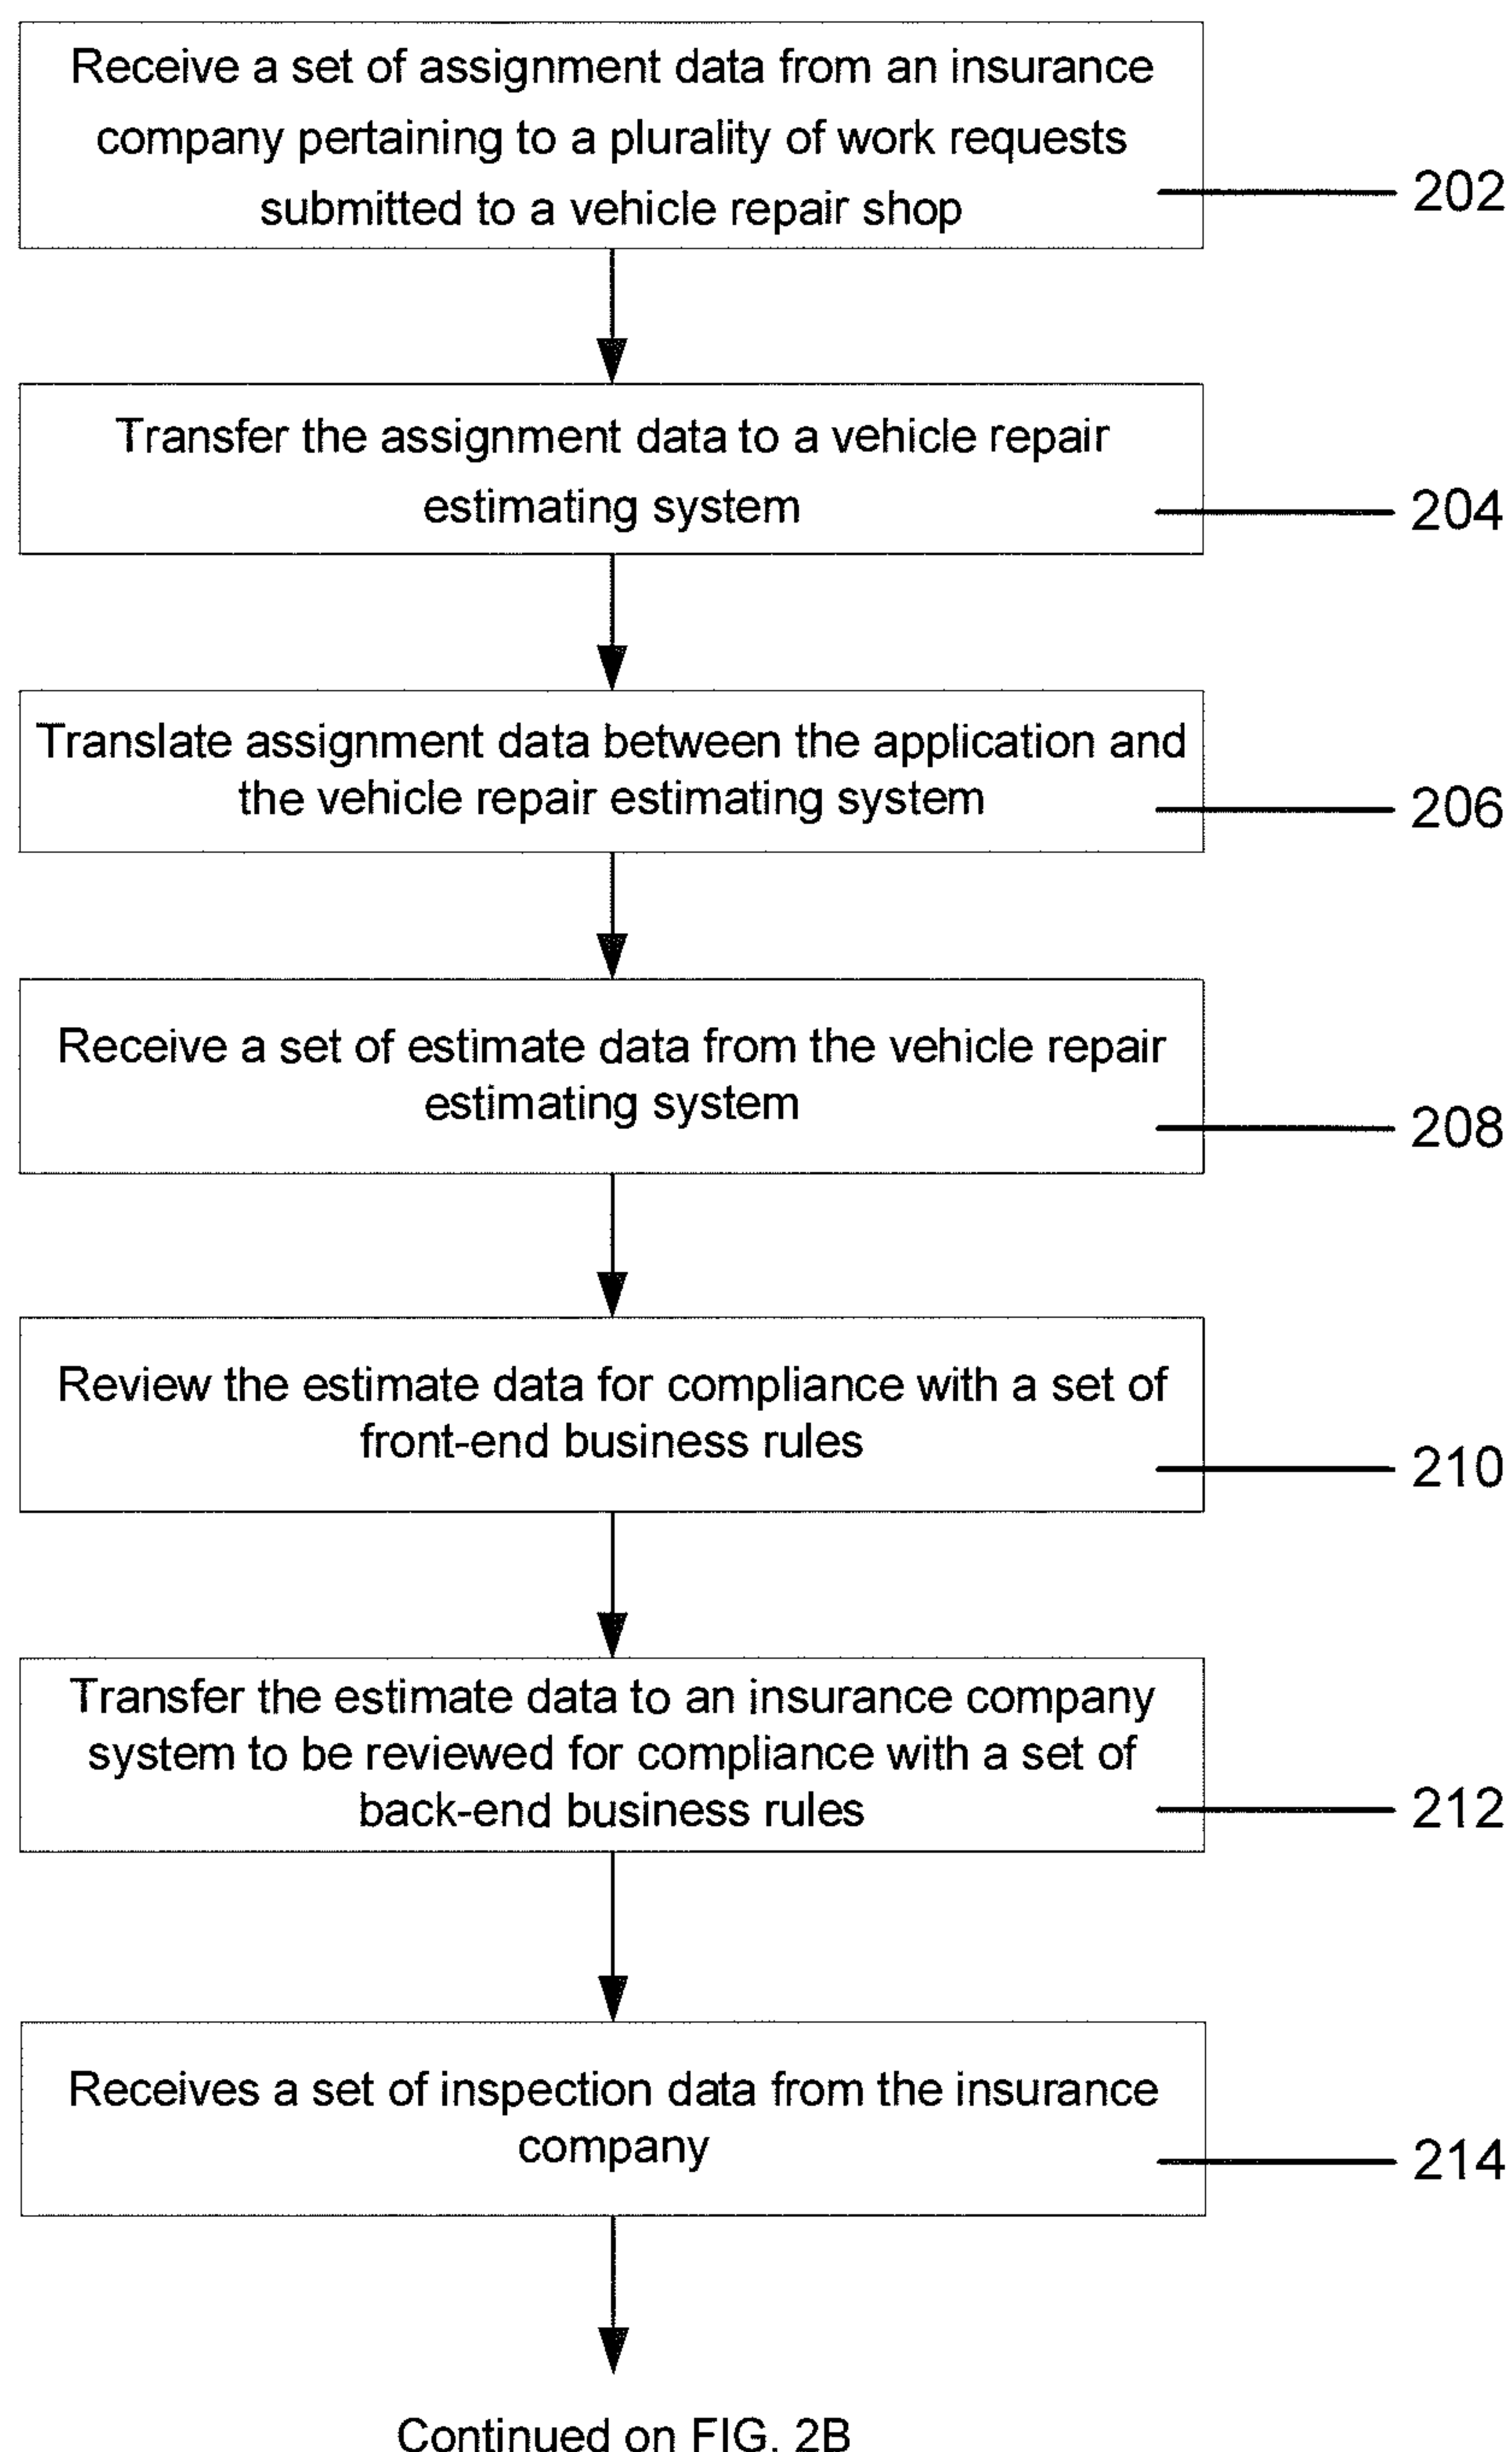 Receive a set of assignment data from an insurance
company pertaining to a plurality of work requests
submitted to a vehicle repair shop
202
Transfer the assignment data to a vehicle repair
estimating system
204
Translate assignment data between the application and
the vehicle repair estimating system
206
Receive a set of estimate data from the vehicle repair
estimating system
208
Review the estimate data for compliance with a set of
front-end business rules
210
Transfer the estimate data to an insurance company
system to be reviewed for compliance with a set of
back-end business rules
212
Receives a set of inspection data from the insurance
company
214
Continued on FIG. 2B